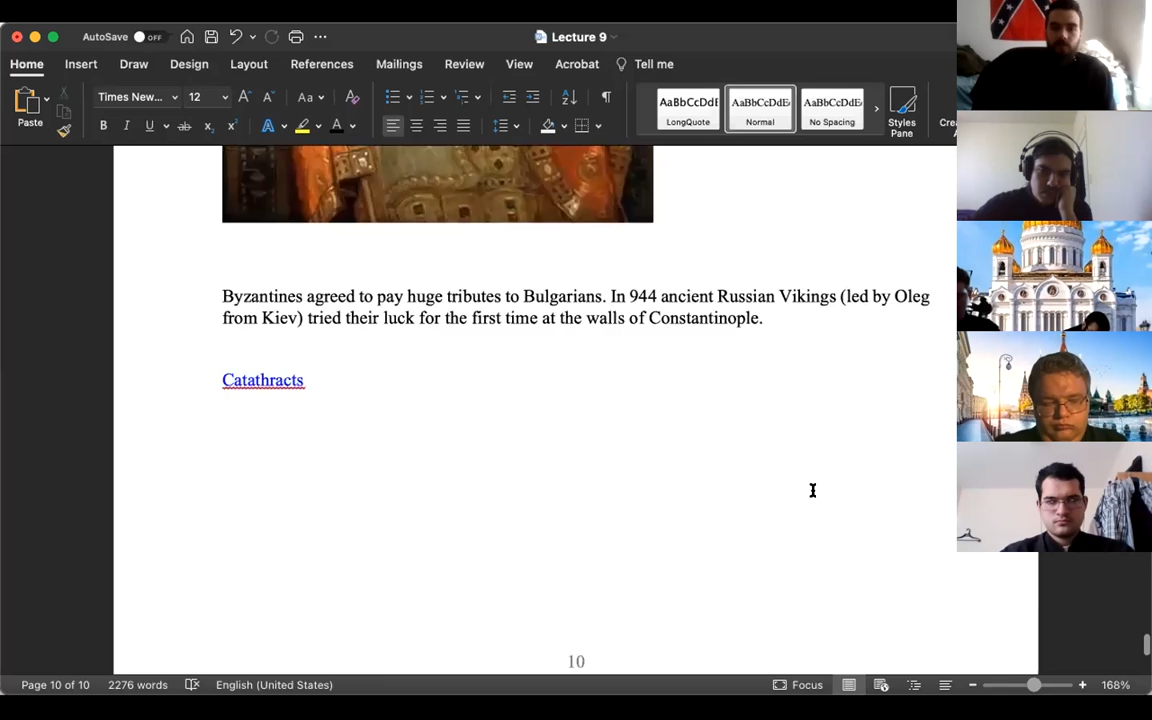 AutoSave OFF Lecture 9
Home Insert Draw Design Layout References Mailings Review View Acrobat Tell me
Paste Times New... 12 Aa AaBbCcDdE AaBbCcDdE AaBbCcDdE
LongQuote Normal No Spacing Styles Pane
Byzantines agreed to pay huge tributes to Bulgarians. In 944 ancient Russian Vikings (led by Oleg
from Kiev) tried their luck for the first time at the walls of Constantinople.
Catathracts
10
Page 10 of 10 2276 words English (United States) Focus 168%